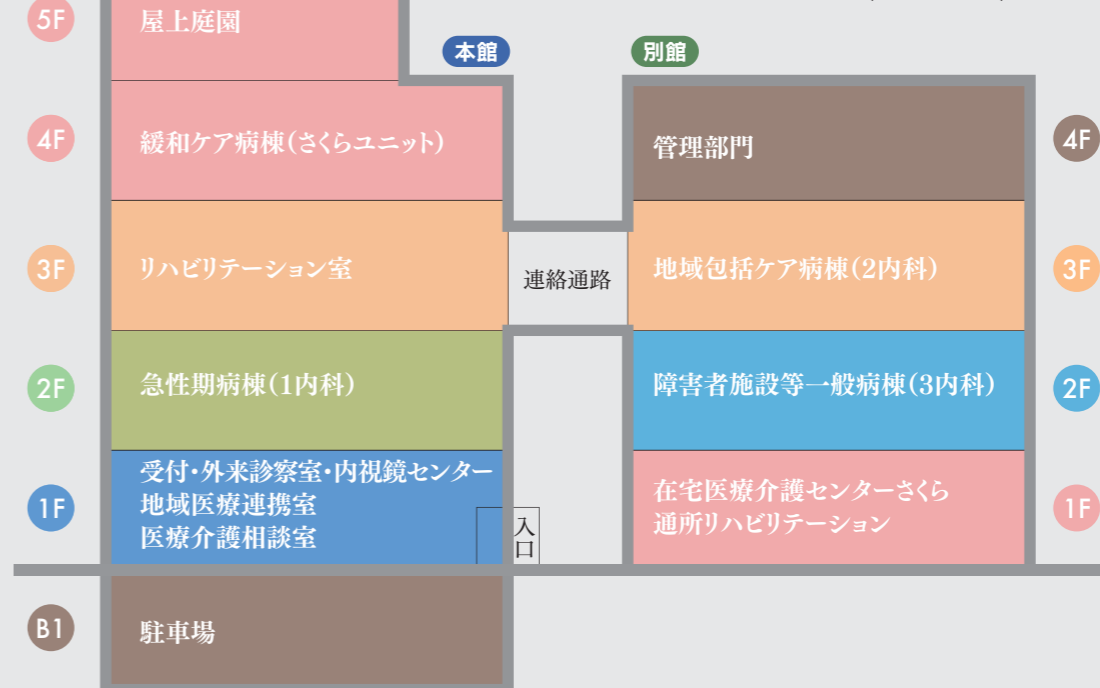 5F
屋上庭園
本館
別館
4F
緩和ケア病棟(さくらユニット)
管理部門
4F
3F
リハビリテーション室
連絡通路
地域包括ケア病棟(2内科)
3F
2F
急性期病棟(1内科)
障害者施設等一般病棟(3内科)
2F
1F
受付・外来診察室・内視鏡センター
地域医療連携室
医療介護相談室
入口
在宅医療介護センターさくら
通所リハビリテーション
1F
B1
駐車場